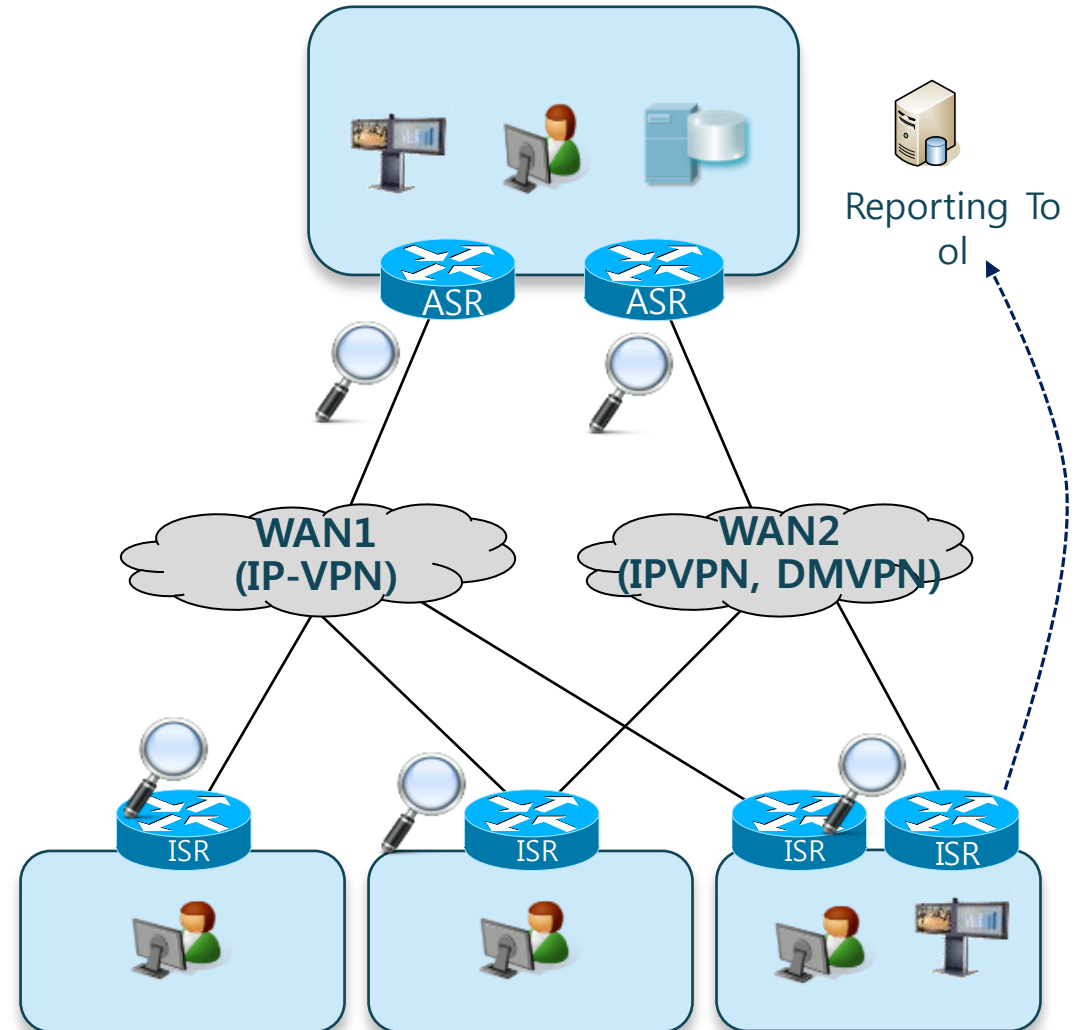 Reporting To
ol
ASR
ASR
WAN1
(IP-VPN)
WAN2
(IPVPN, DMVPN)
ISR
ISR
ISR
ISR